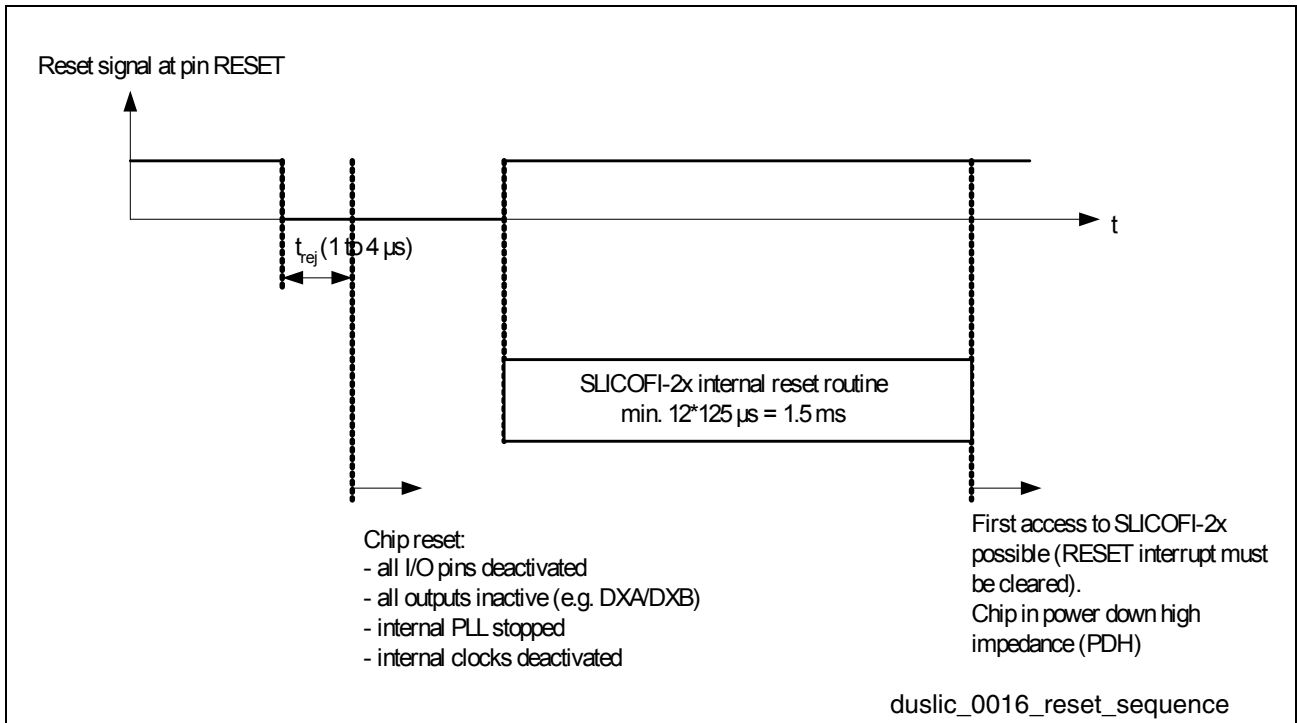 Reset signal at pin RESET
t
trej (1 to 4 µs)
SLICOFI-2x internal reset routine
min. 12*125 µs = 1.5 ms
Chip reset:
- all I/O pins deactivated
- all outputs inactive (e.g. DXA/DXB)
- internal PLL stopped
- internal clocks deactivated
First access to SLICOFI-2x
possible (RESET interrupt must
be cleared).
Chip in power down high
impedance (PDH)
duslic_0016_reset_sequence